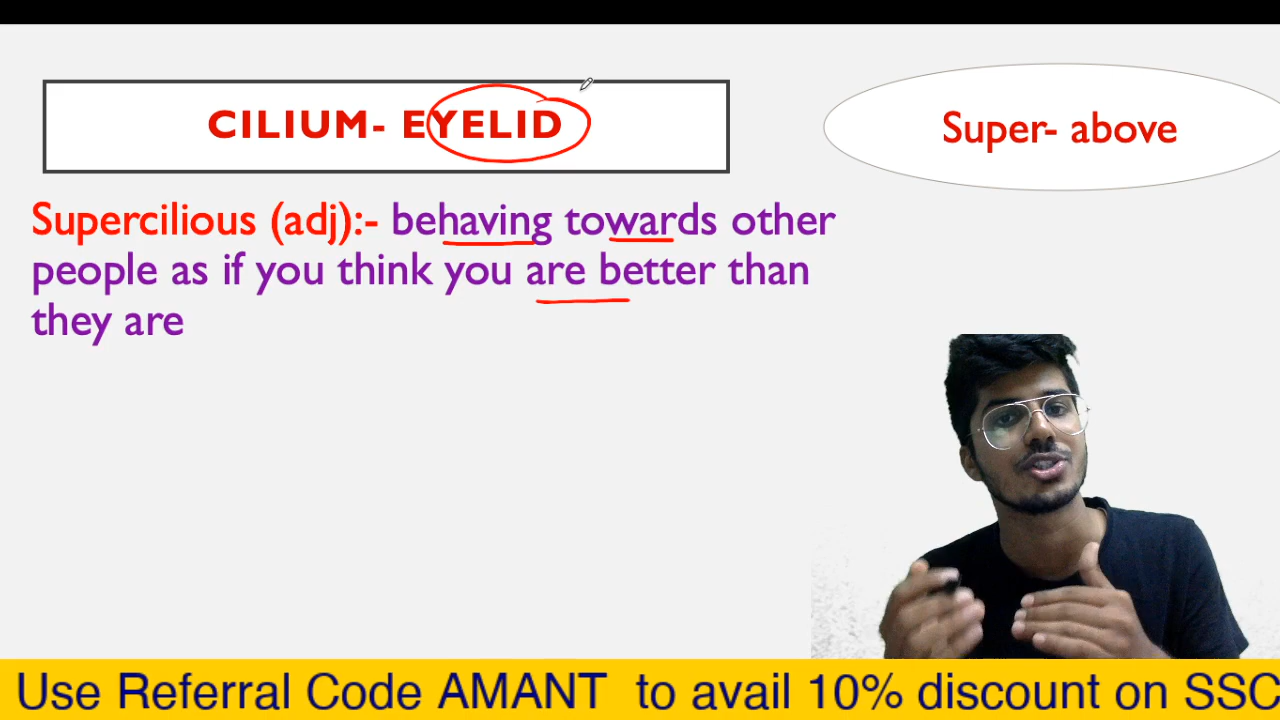 CILIUM- EYELID
Super- above
Supercilious (adj):- behaving towards other
people as if you think you are better than
they are
Use Referral Code AMANT to avail 10% discount on SSC